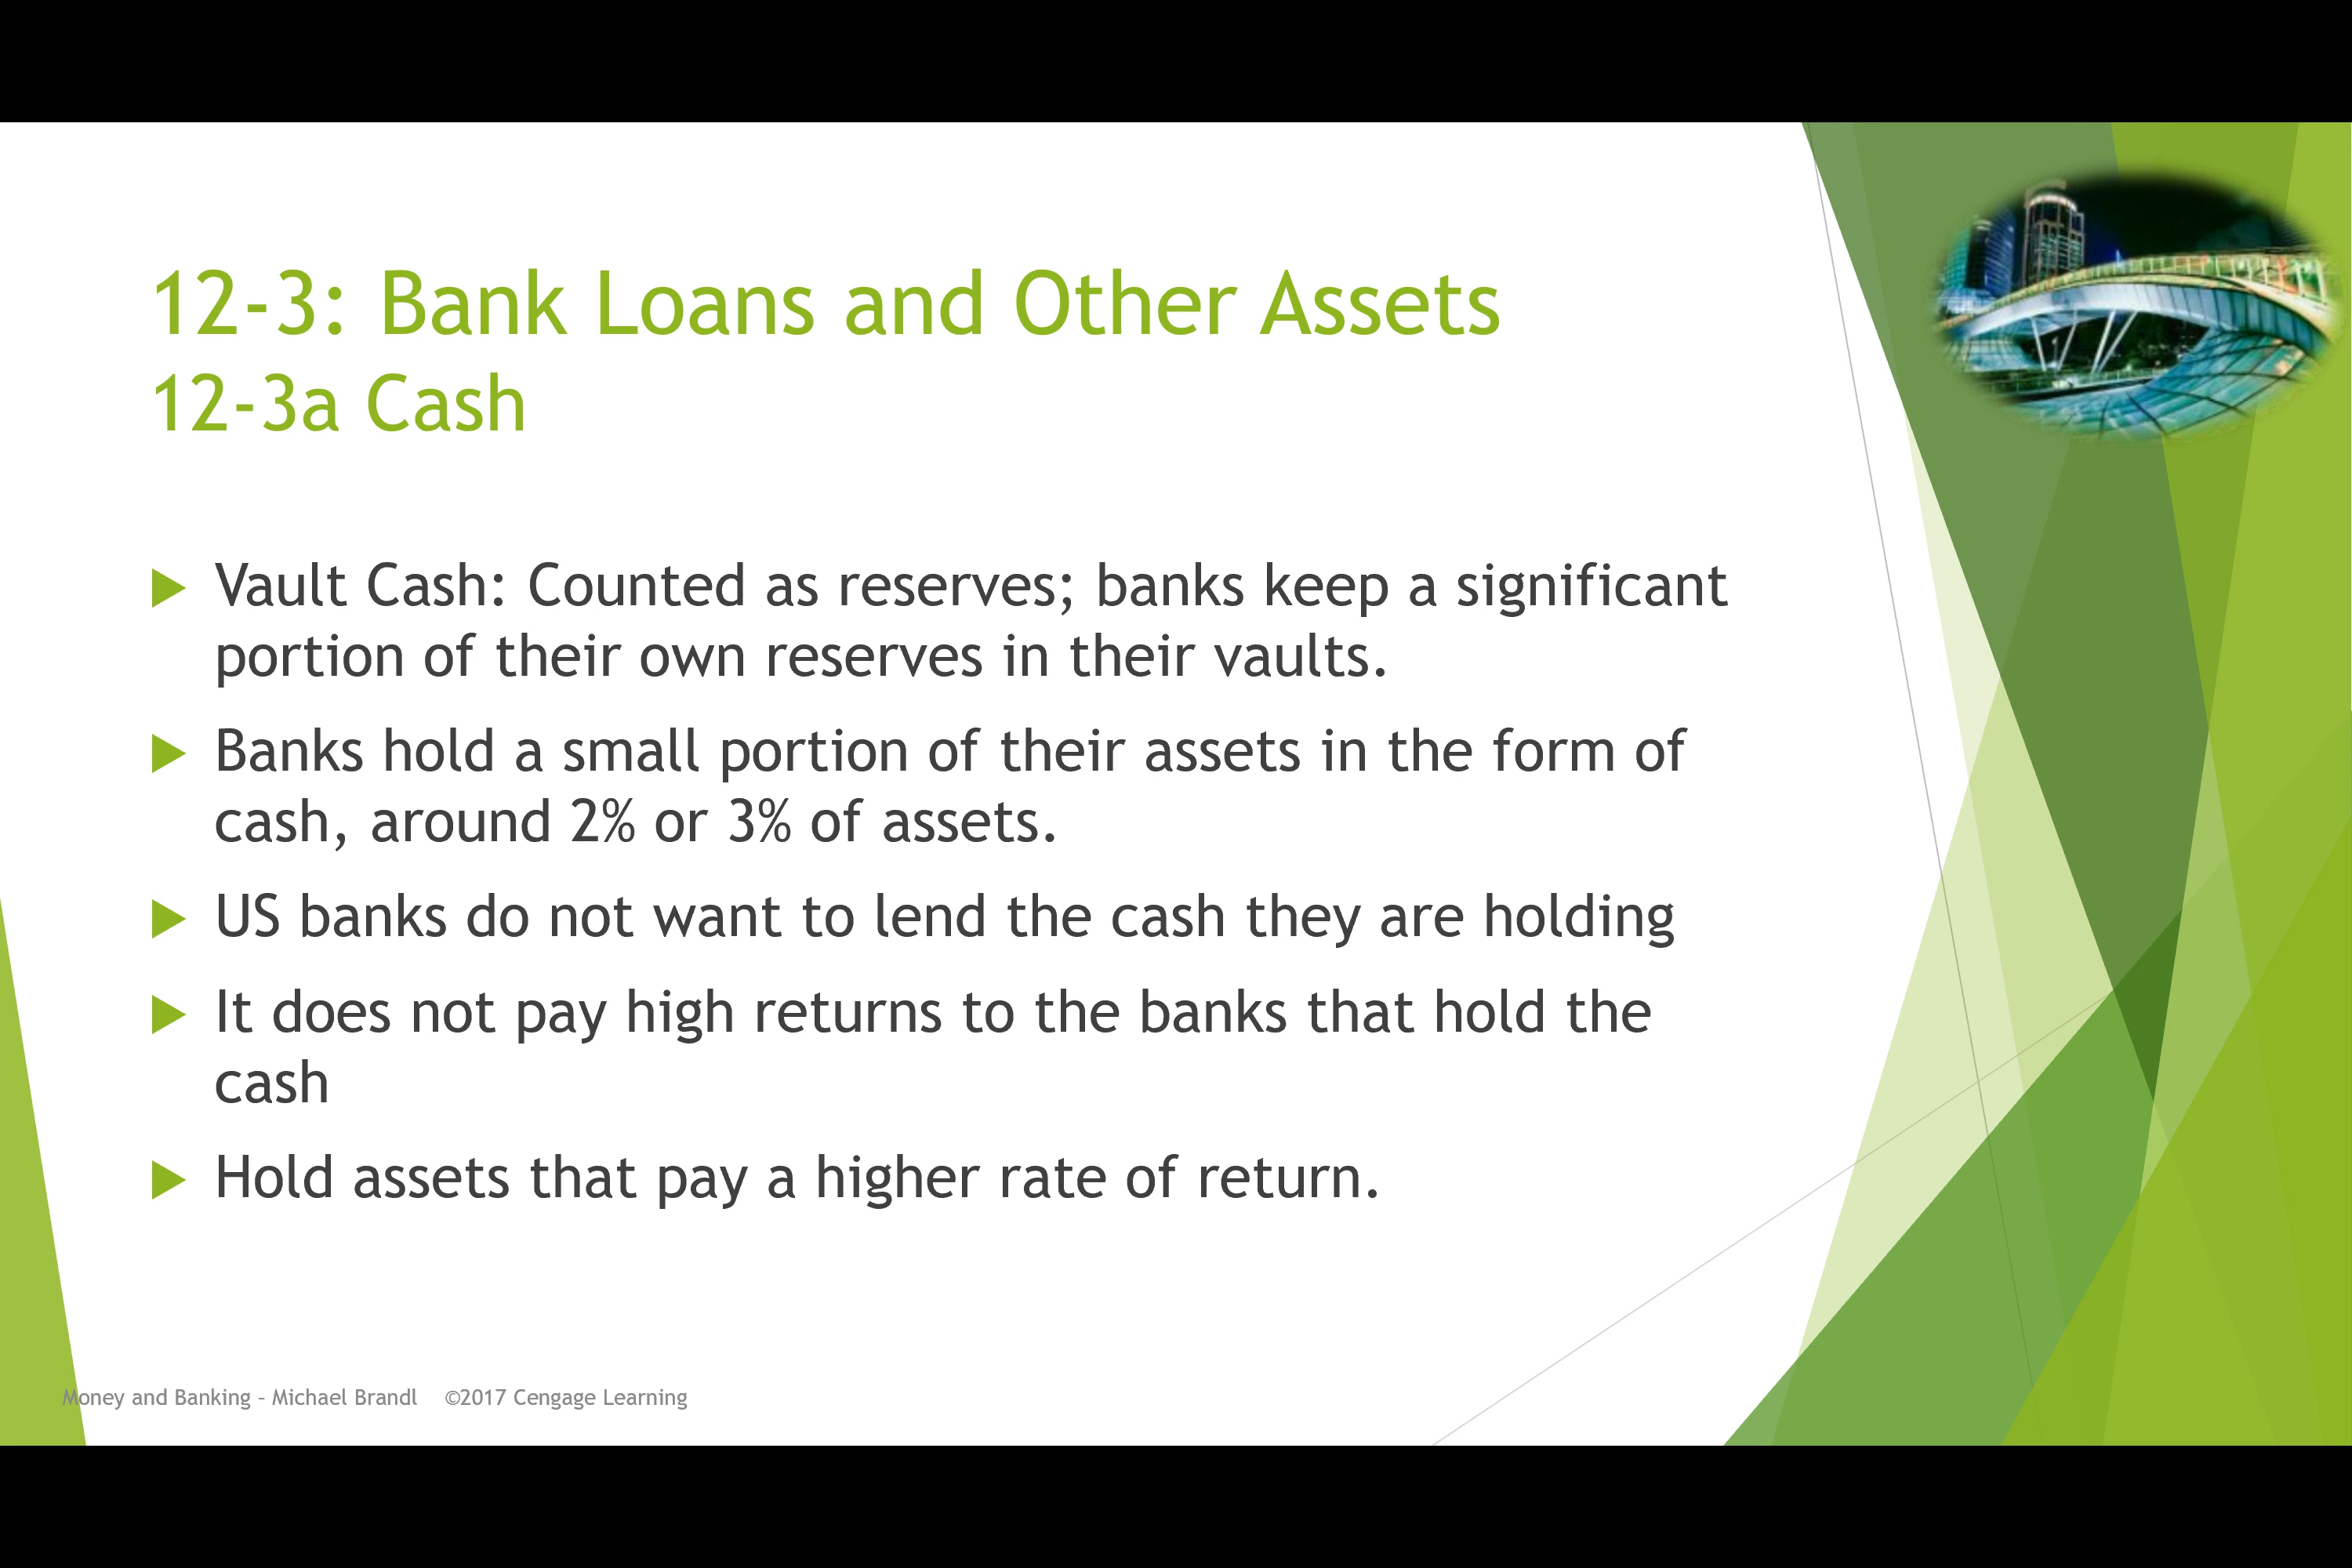 12-3: Bank Loans and Other Assets
12-3a Cash
Vault Cash: Counted as reserves; banks keep a significant
portion of their own reserves in their vaults.
Banks hold a small portion of their assets in the form of
cash, around 2% or 3% of assets.
US banks do not want to lend the cash they are holding
It does not pay high returns to the banks that hold the
cash
Hold assets that pay a higher rate of return.
Money and Banking – Michael Brandl ©2017 Cengage Learning